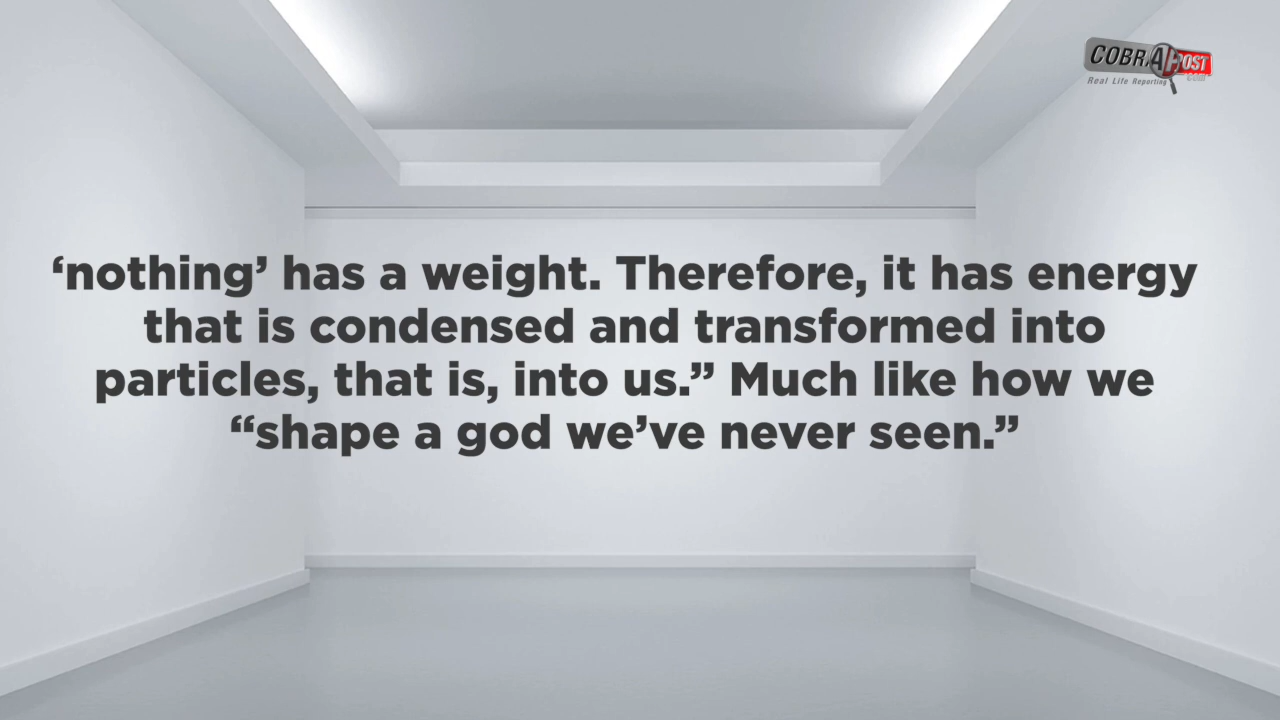 COBRAPOST
.COM
Real Life Reporting
‘nothing’ has a weight. Therefore, it has energy
that is condensed and transformed into
particles, that is, into us.” Much like how we
“shape a god we’ve never seen.”